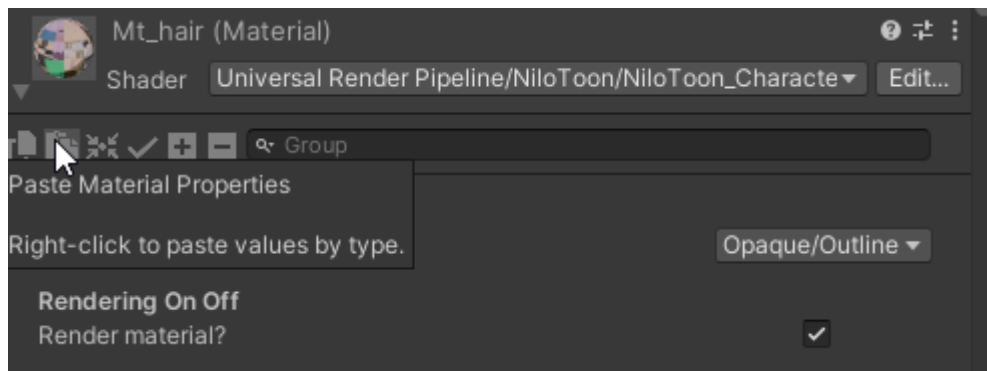 Mt_hair (Material)
Shader Universal Render Pipeline/NiloToon/NiloToon_Characte Edit...
Group
Paste Material Properties
Right-click to paste values by type.
Opaque/Outline
Rendering On Off
Render material?